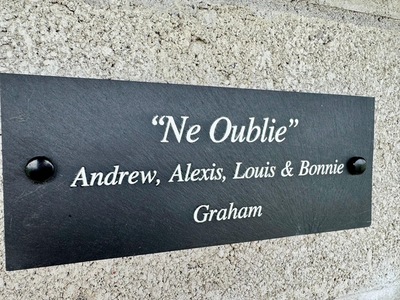 “Ne Oublie”
Andrew, Alexis, Louis & Bonnie
Graham